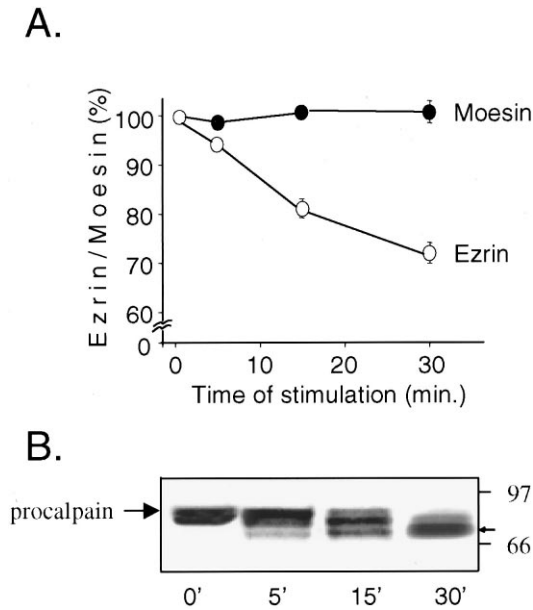 A.
Ezrin/Moesin (%)
100
90
80
70
60
0
Moesin
Ezrin
0 10 20 30
Time of stimulation (min.)
B.
procalpain
97
66
0' 5' 15' 30'